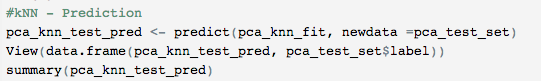 #kNN - Prediction
pca_knn_test_pred <- predict(pca_knn_fit, newdata =pca_test_set)
View(data.frame(pca_knn_test_pred, pca_test_set$label))
summary(pca_knn_test_pred)